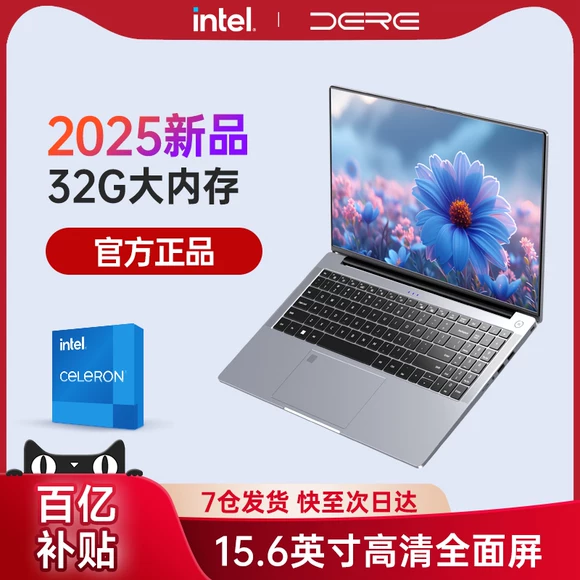 intel. DERE
2025新品
32G大内存
官方正品
intel.
CELERON
百亿
补贴
7仓发货 快至次日达
15.6英寸高清全面屏